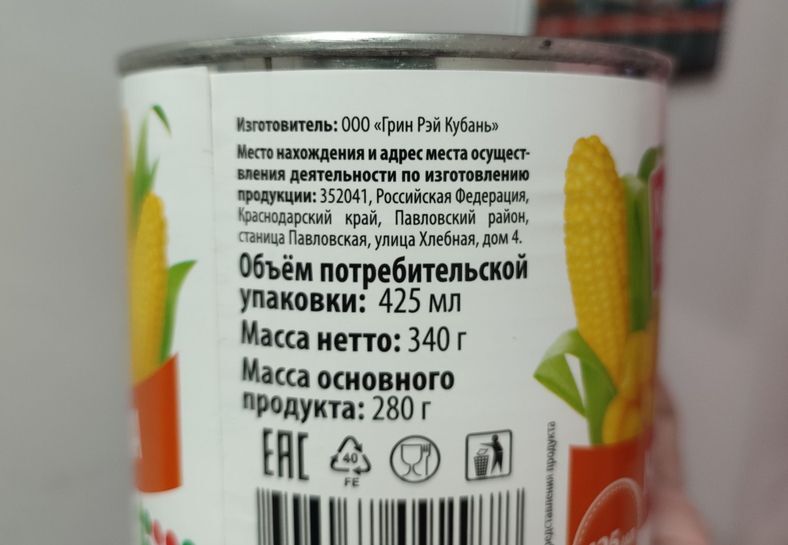 Изготовитель: ООО «Грин Рэй Кубань»
Место нахождения и адрес места осущест-
вления деятельности по изготовлению
продукции: 352041, Российская Федерация,
Краснодарский край, Павловский район,
станица Павловская, улица Хлебная, дом 4.
Объём потребительской
упаковки: 425 мл
Масса нетто: 340 г
Масса основного
продукта: 280 г
EAC
40
FE
продукта